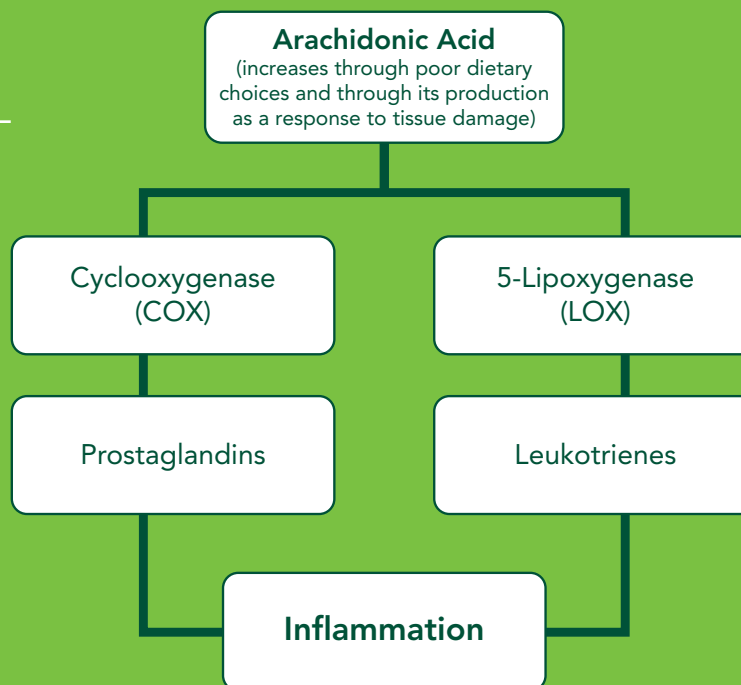 Arachidonic Acid
(increases through poor dietary
choices and through its production
as a response to tissue damage)
Cyclooxygenase
(COX)
5-Lipoxygenase
(LOX)
Prostaglandins
Leukotrienes
Inflammation